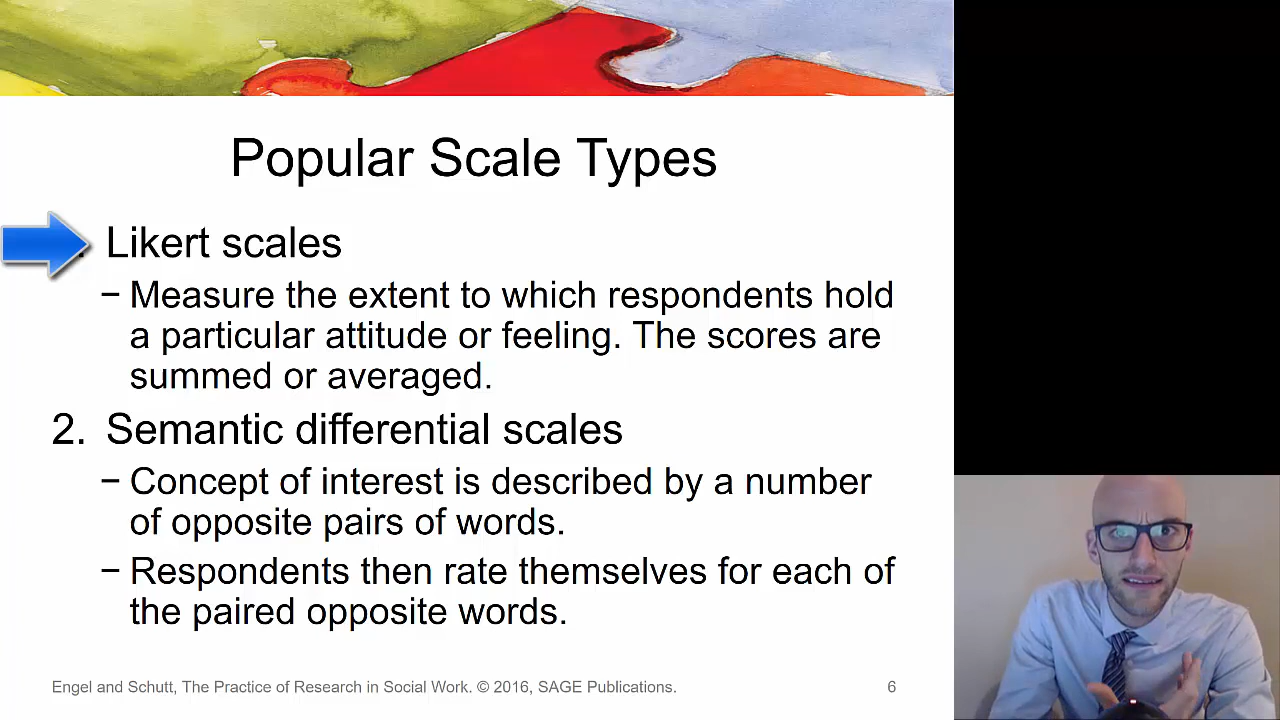 Popular Scale Types
Likert scales
− Measure the extent to which respondents hold
a particular attitude or feeling. The scores are
summed or averaged.
2. Semantic differential scales
− Concept of interest is described by a number
of opposite pairs of words.
− Respondents then rate themselves for each of
the paired opposite words.
Engel and Schutt, The Practice of Research in Social Work. © 2016, SAGE Publications. 6